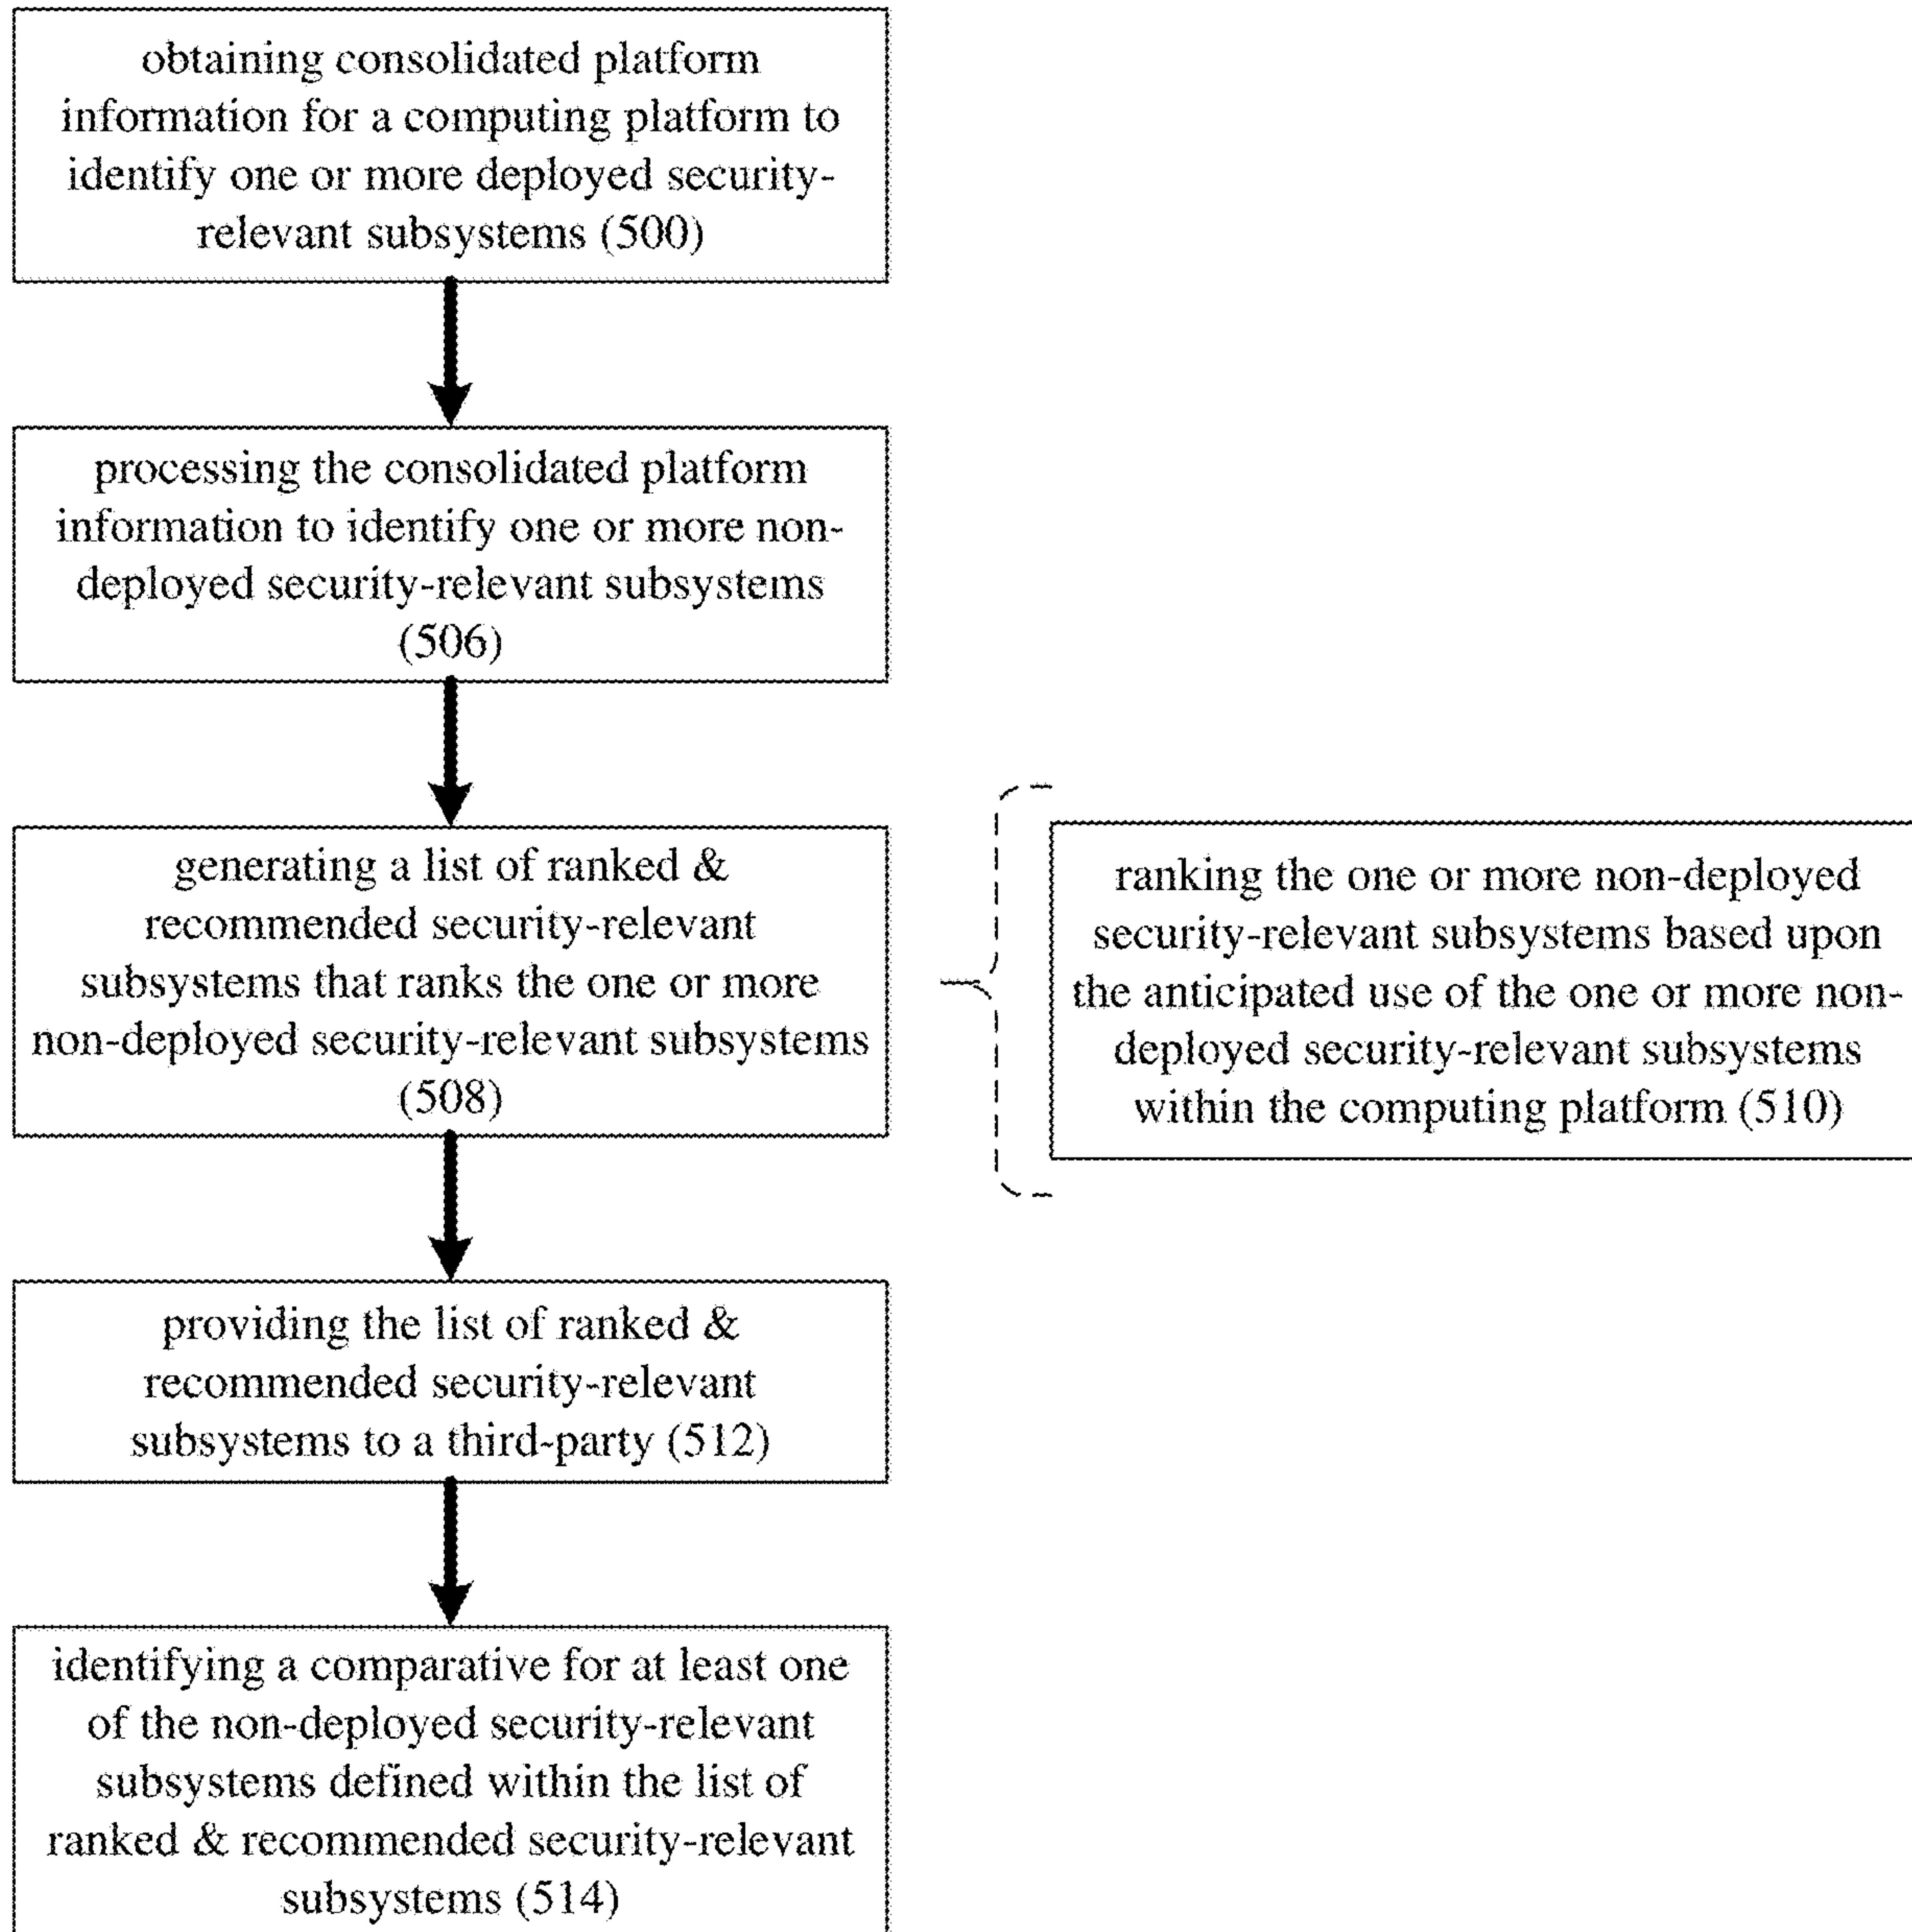 obtaining consolidated platform
information for a computing platform to
identify one or more deployed security-
relevant subsystems (500)
processing the consolidated platform
information to identify one or more non-
deployed security-relevant subsystems
(506)
generating a list of ranked &
recommended security-relevant
subsystems that ranks the one or more
non-deployed security-relevant subsystems
(508)
ranking the one or more non-deployed
security-relevant subsystems based upon
the anticipated use of the one or more non-
deployed security-relevant subsystems
within the computing platform (510)
providing the list of ranked &
recommended security-relevant
subsystems to a third-party (512)
identifying a comparative for at least one
of the non-deployed security-relevant
subsystems defined within the list of
ranked & recommended security-relevant
subsystems (514)